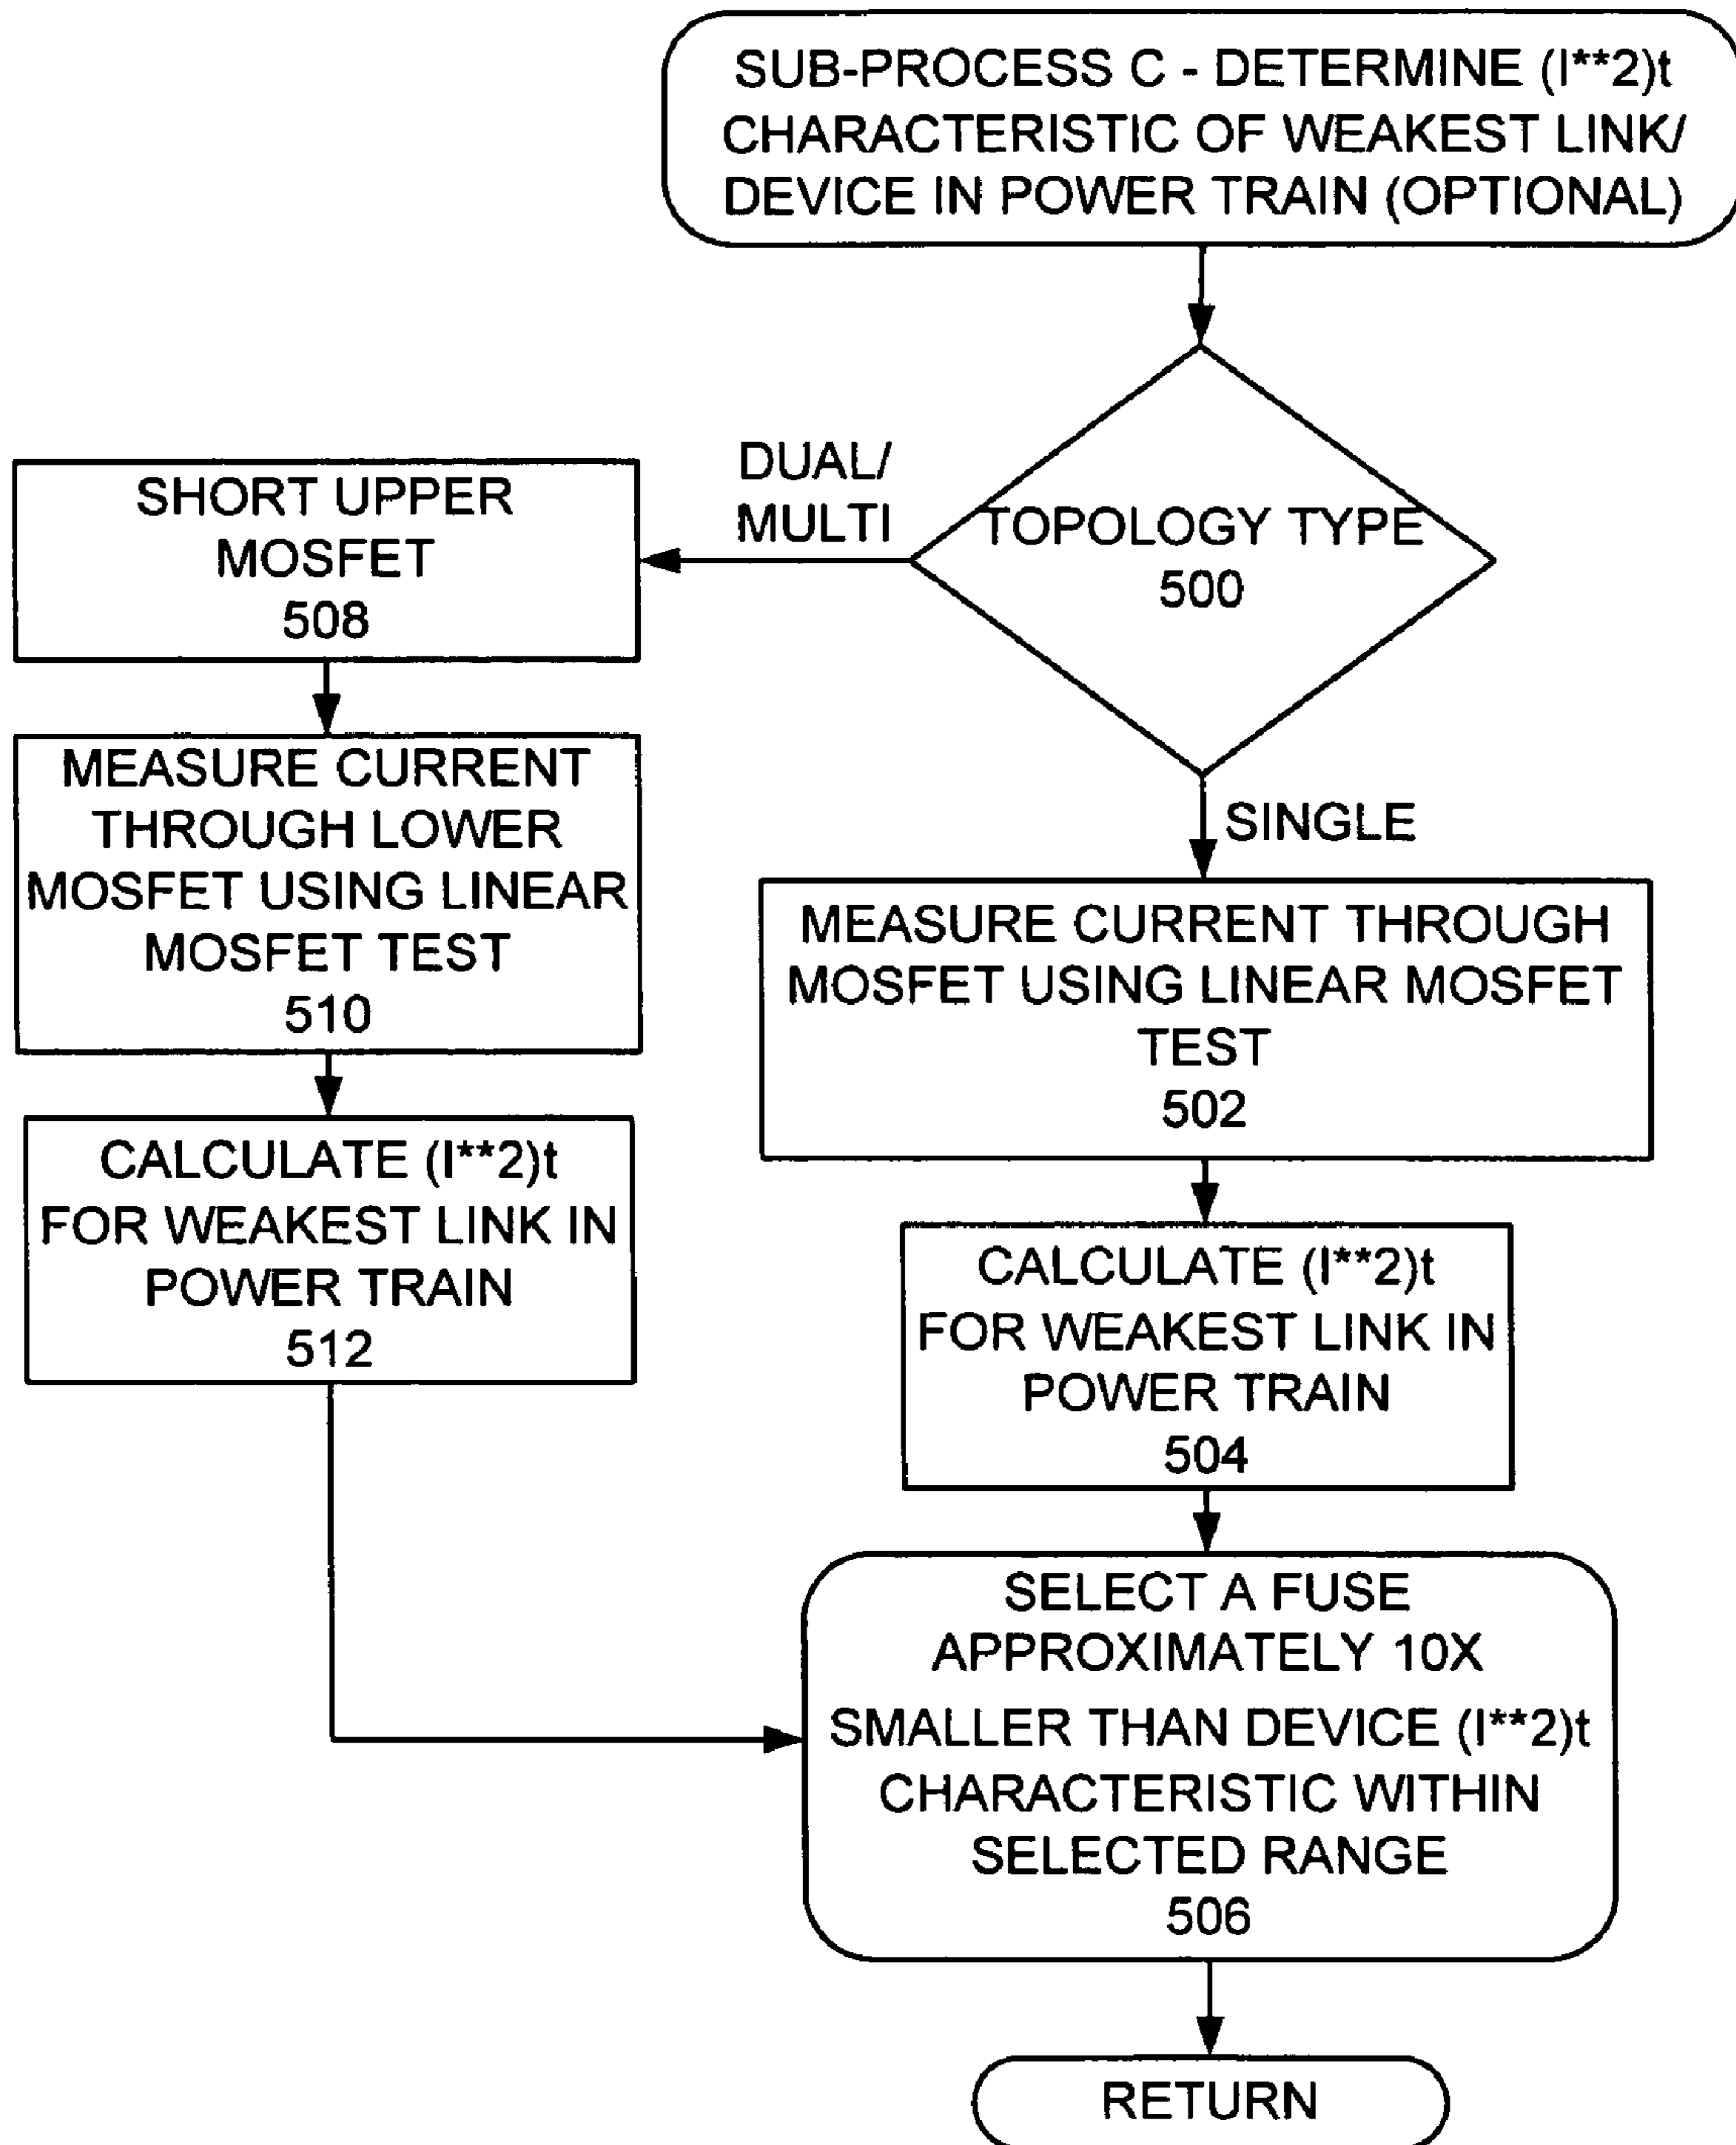 SUB-PROCESS C - DETERMINE (I**2)t
CHARACTERISTIC OF WEAKEST LINK/
DEVICE IN POWER TRAIN (OPTIONAL)
TOPOLOGY TYPE
500
DUAL/
MULTI
SHORT UPPER
MOSFET
508
MEASURE CURRENT
THROUGH LOWER
MOSFET USING LINEAR
MOSFET TEST
510
CALCULATE (I**2)t
FOR WEAKEST LINK IN
POWER TRAIN
512
SINGLE
MEASURE CURRENT THROUGH
MOSFET USING LINEAR MOSFET
TEST
502
CALCULATE (I**2)t
FOR WEAKEST LINK IN
POWER TRAIN
504
SELECT A FUSE
APPROXIMATELY 10X
SMALLER THAN DEVICE (I**2)t
CHARACTERISTIC WITHIN
SELECTED RANGE
506
RETURN